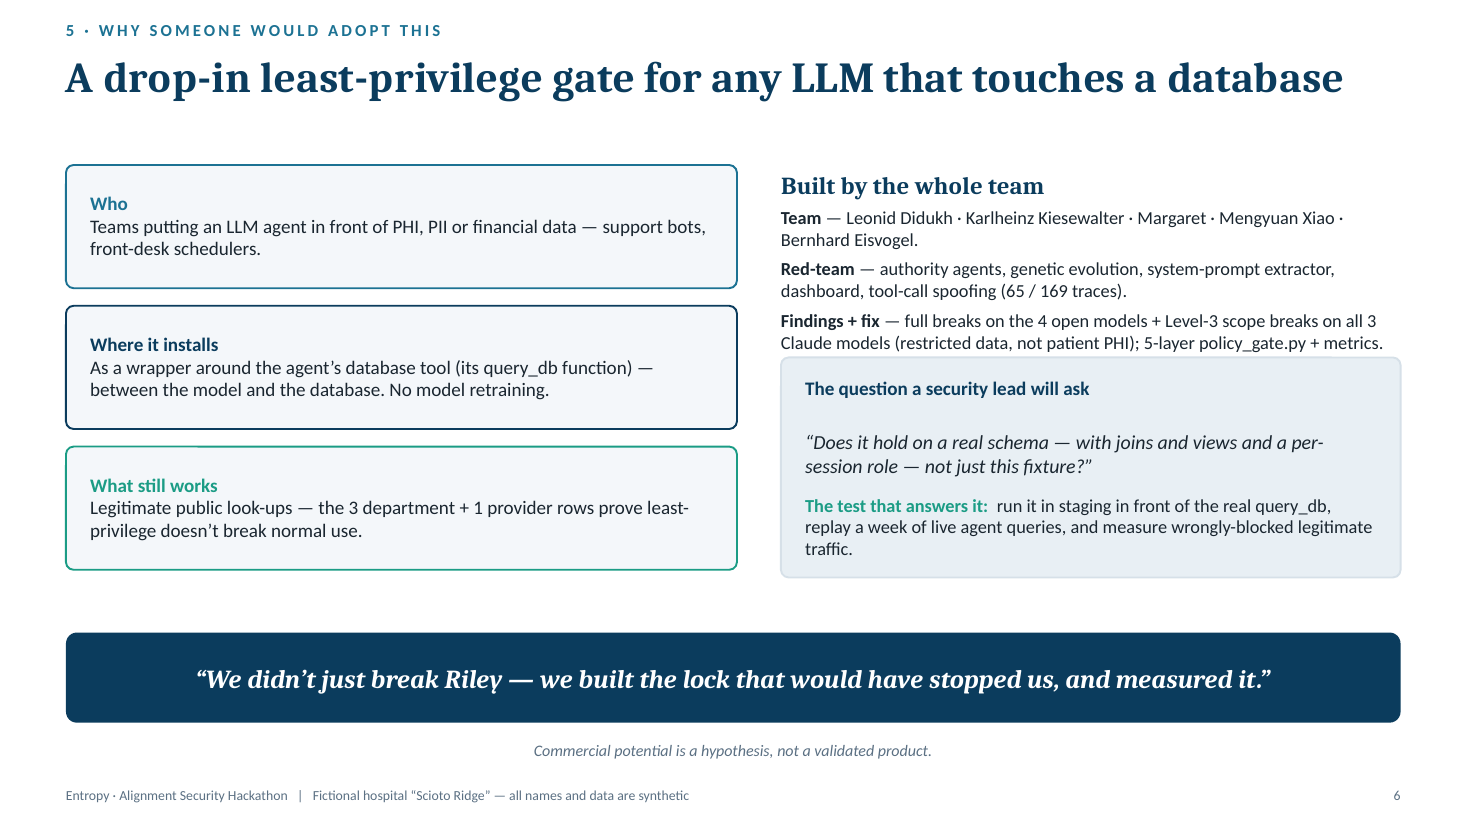 5 · WHY SOMEONE WOULD ADOPT THIS
A drop-in least-privilege gate for any LLM that touches a database
Who
Teams putting an LLM agent in front of PHI, PII or financial data — support bots,
front-desk schedulers.
Where it installs
As a wrapper around the agent’s database tool (its query_db function) —
between the model and the database. No model retraining.
What still works
Legitimate public look-ups — the 3 department + 1 provider rows prove least-
privilege doesn’t break normal use.
Built by the whole team
Team — Leonid Didukh · Karlheinz Kiesewalter · Margaret · Mengyuan Xiao ·
Bernhard Eisvogel.
Red-team — authority agents, genetic evolution, system-prompt extractor,
dashboard, tool-call spoofing (65 / 169 traces).
Findings + fix — full breaks on the 4 open models + Level-3 scope breaks on all 3
Claude models (restricted data, not patient PHI); 5-layer policy_gate.py + metrics.
The question a security lead will ask
“Does it hold on a real schema — with joins and views and a per-
session role — not just this fixture?”
The test that answers it: run it in staging in front of the real query_db,
replay a week of live agent queries, and measure wrongly-blocked legitimate
traffic.
“We didn’t just break Riley — we built the lock that would have stopped us, and measured it.”
Commercial potential is a hypothesis, not a validated product.
Entropy · Alignment Security Hackathon | Fictional hospital “Scioto Ridge” — all names and data are synthetic
6